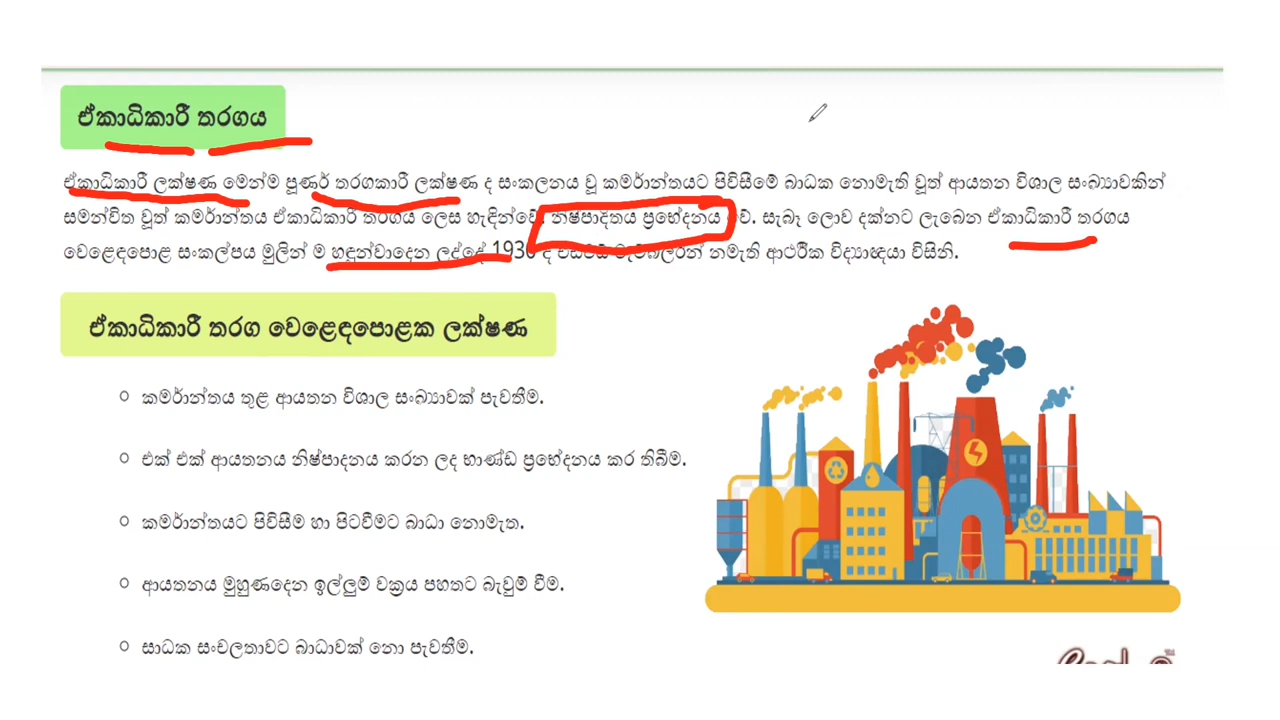 ඒකාධිකාරී තරගය
ඒකාධිකාරී ලක්ෂණ මෙන්ම පූර්ණ තරගකාරී ලක්ෂණ ද සංකලනය වූ කර්මාන්තයට පිවිසීමේ බාධක නොමැති වූත් ආයතන විශාල සංඛ්‍යාවකින්
සමන්විත වූත් කර්මාන්තය ඒකාධිකාරී තරගය ලෙස හැඳින්වේ. නිෂ්පාදිතය ප්‍රභේදනය වේ. සැබෑ ලොව දක්නට ලැබෙන ඒකාධිකාරී තරගය
වෙළෙඳපොළ සංකල්පය මුලින් ම හඳුන්වාදෙන ලද්දේ 1930 දී නමැති ආර්ථික විද්‍යාඥයා විසිනි.
ඒකාධිකාරී තරග වෙළෙඳපොළක ලක්ෂණ
කර්මාන්තය තුළ ආයතන විශාල සංඛ්‍යාවක් පැවතීම.
එක් එක් ආයතනය නිෂ්පාදනය කරන ලද භාණ්ඩ ප්‍රභේදනය කර තිබීම.
කර්මාන්තයට පිවිසීම හා පිටවීමට බාධා නොමැත.
ආයතනය මුහුණදෙන ඉල්ලුම් වක්‍රය පහතට බැවුම් වීම.
සාධක සංචලතාවට බාධාවක් නො පැවතීම.